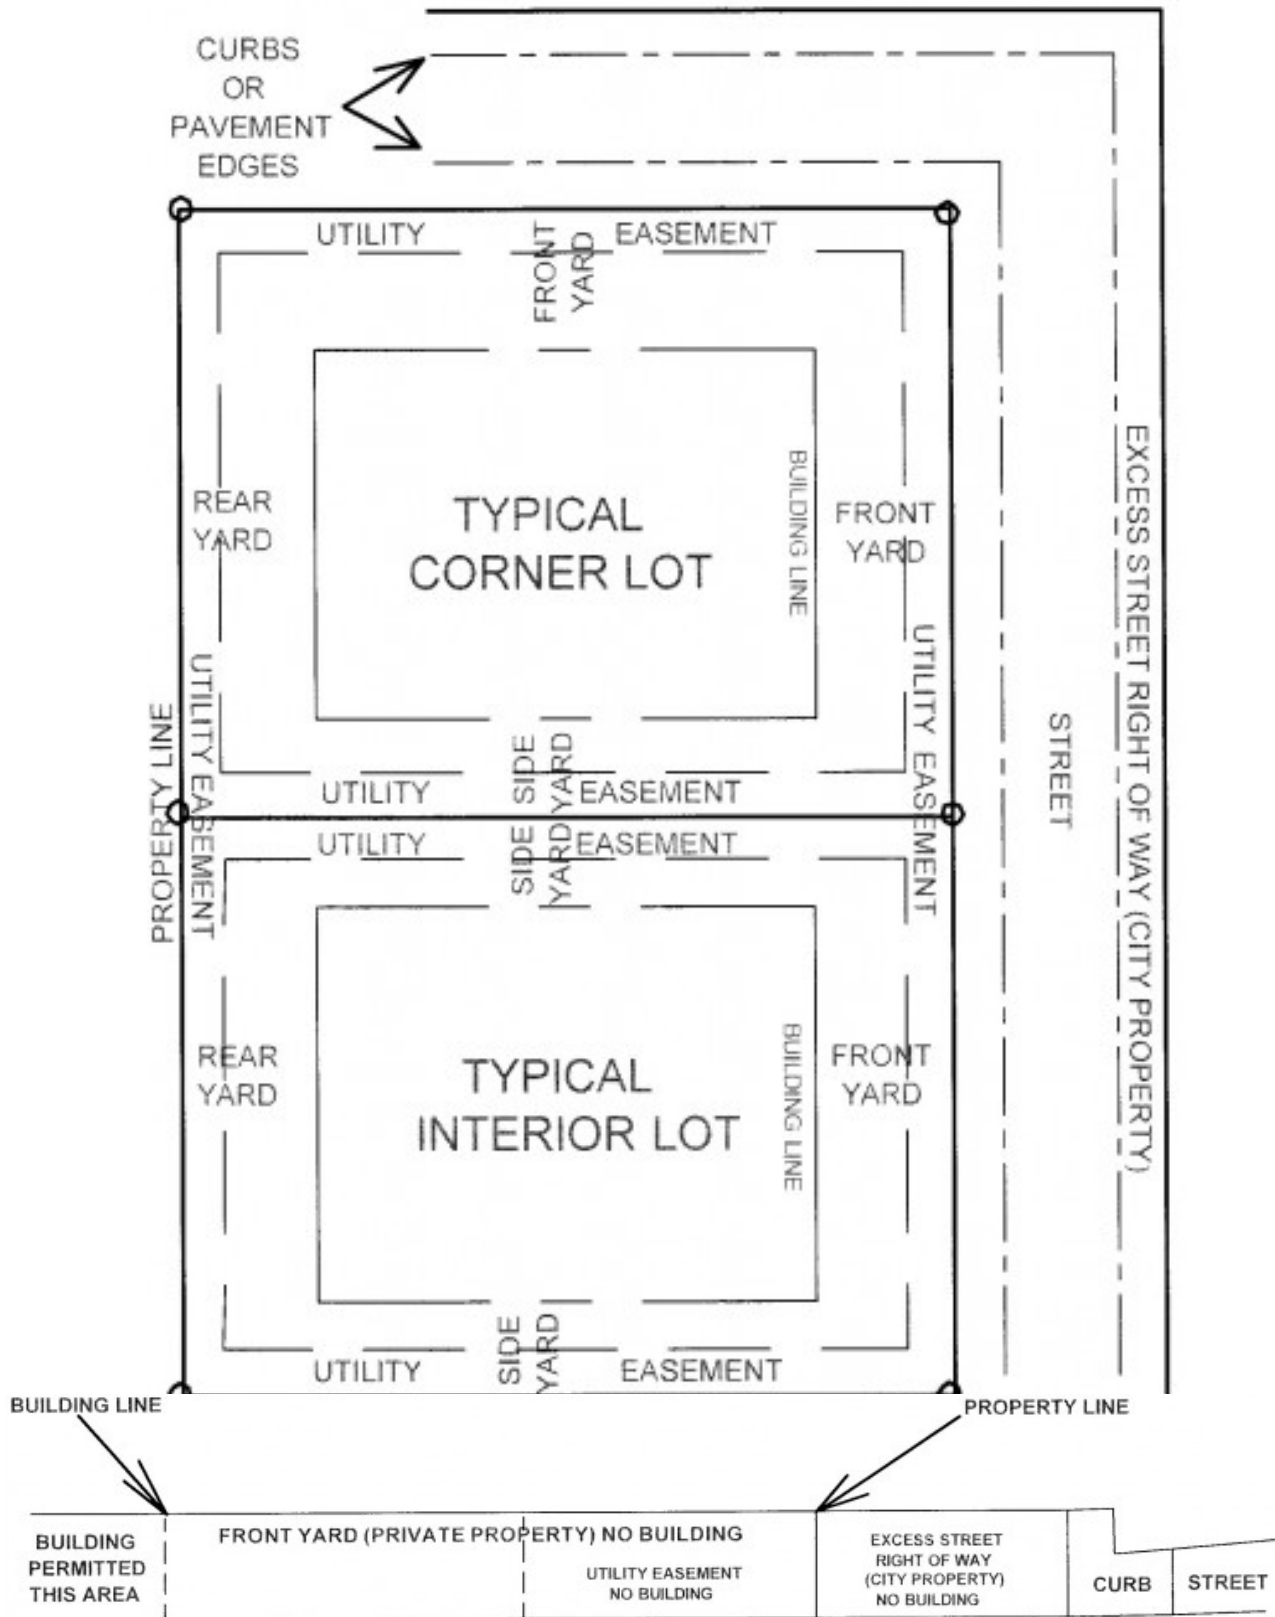 CURBS
OR
PAVEMENT
EDGES
UTILITY
FRONT
YARD
EASEMENT
REAR
YARD
TYPICAL
CORNER LOT
BUILDING LINE
FRONT
YARD
UTILITY EASEMENT
PROPERTY LINE
UTILITY EASEMENT
STREET
EXCESS STREET RIGHT OF WAY (CITY PROPERTY)
UTILITY
SIDE
YARD
EASEMENT
UTILITY
SIDE
YARD
EASEMENT
REAR
YARD
TYPICAL
INTERIOR LOT
BUILDING LINE
FRONT
YARD
UTILITY
SIDE
YARD
EASEMENT
BUILDING LINE
PROPERTY LINE
BUILDING
PERMITTED
THIS AREA
FRONT YARD (PRIVATE PROPERTY) NO BUILDING
UTILITY EASEMENT
NO BUILDING
EXCESS STREET
RIGHT OF WAY
(CITY PROPERTY)
NO BUILDING
CURB
STREET